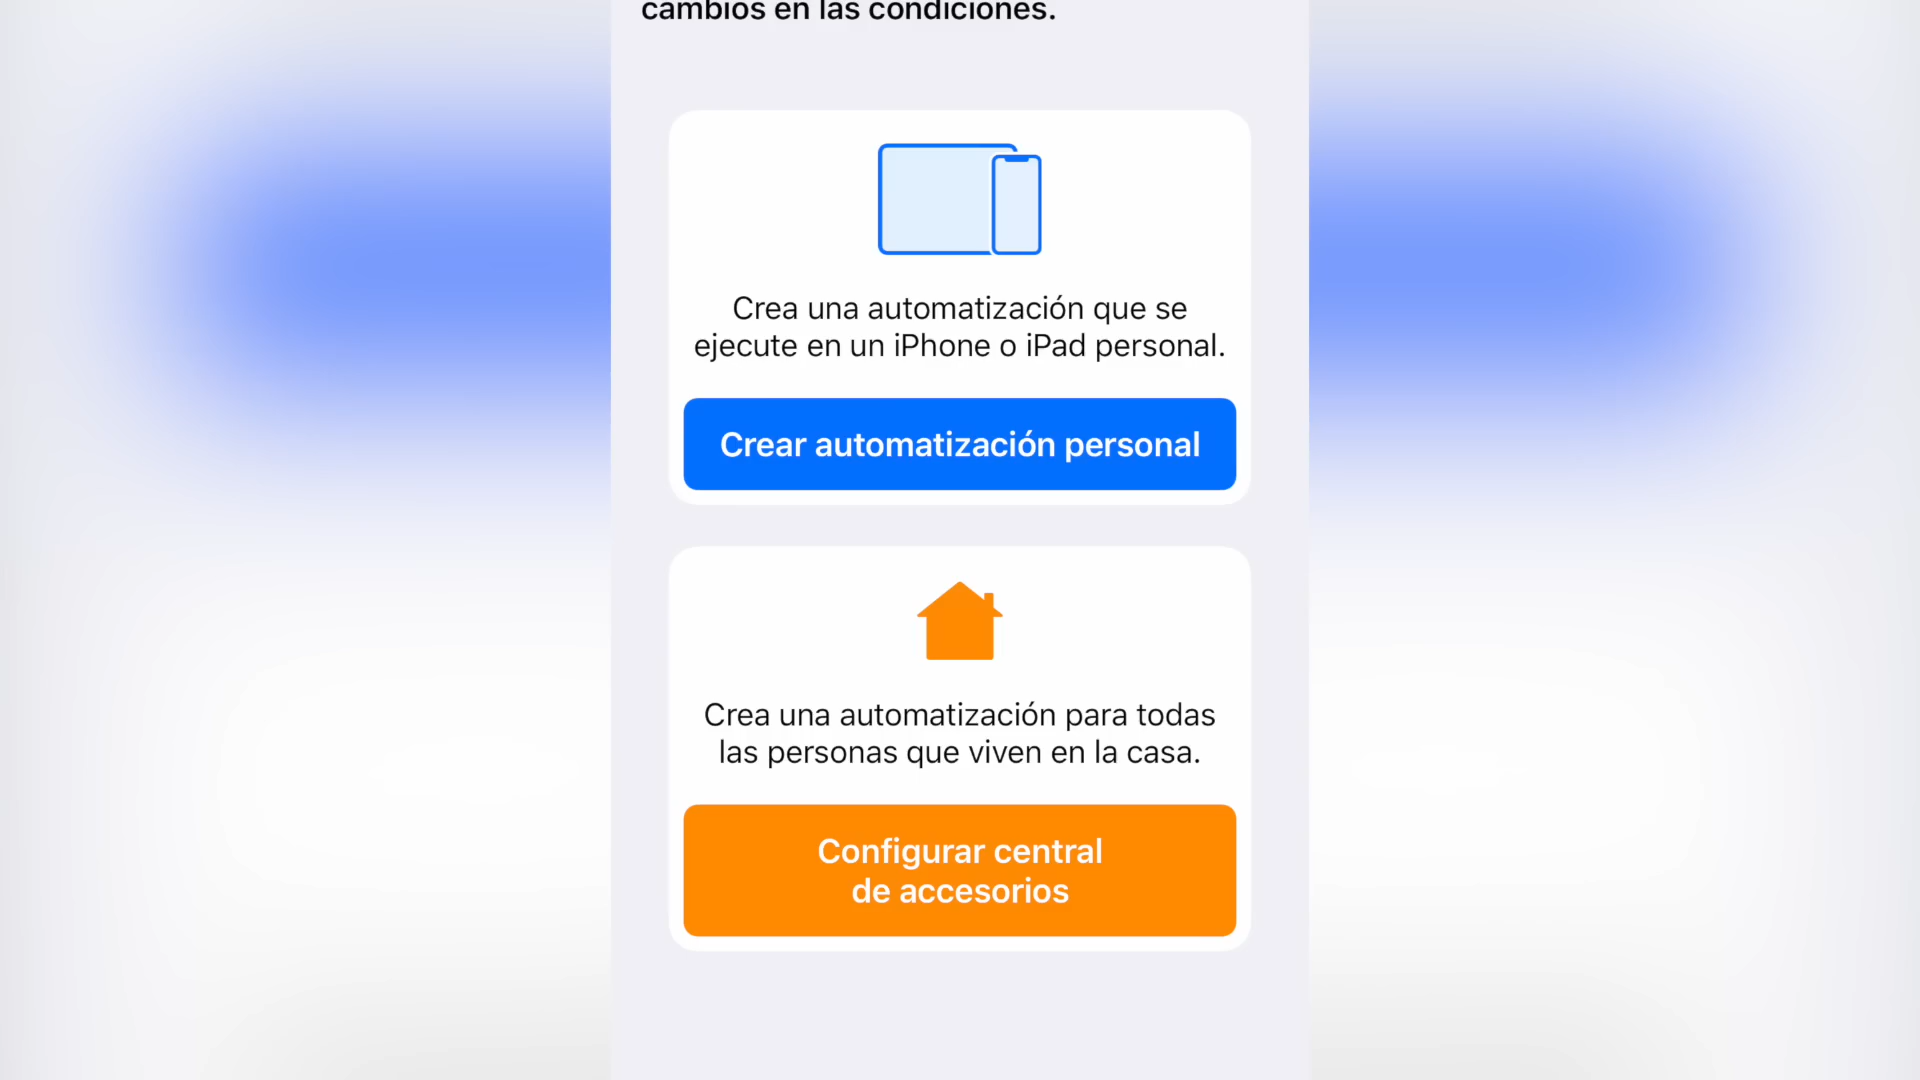 cambios en las condiciones.
Crea una automatización que se
ejecute en un iPhone o iPad personal.
Crear automatización personal
Crea una automatización para todas
las personas que viven en la casa.
Configurar central
de accesorios